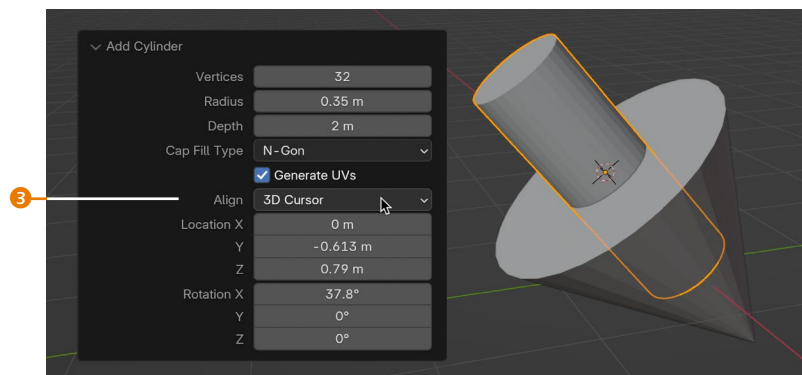 Add Cylinder
Vertices 32
Radius 0.35 m
Depth 2 m
Cap Fill Type N-Gon
Generate UVs
3 Align 3D Cursor
Location X 0 m
Y -0.613 m
Z 0.79 m
Rotation X 37.8°
Y 0°
Z 0°